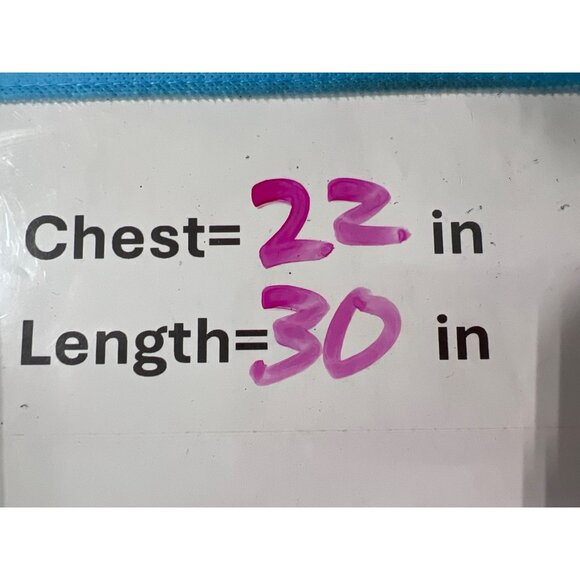 Chest= 22 in
Length=30 in